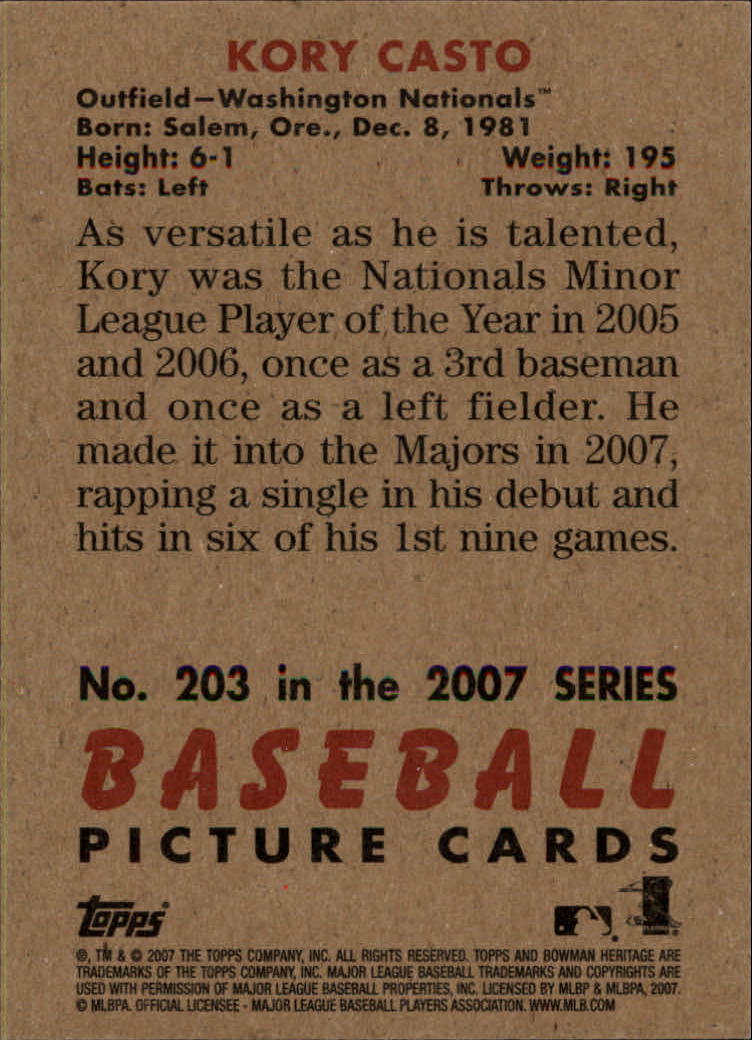 KORY CASTO
Outfield—Washington Nationals™
Born: Salem, Ore., Dec. 8, 1981
Height: 6-1 Weight: 195
Bats: Left Throws: Right
As versatile as he is talented,
Kory was the Nationals Minor
League Player of the Year in 2005
and 2006, once as a 3rd baseman
and once as a left fielder. He
made it into the Majors in 2007,
rapping a single in his debut and
hits in six of his 1st nine games.
No. 203 in the 2007 SERIES
BASEBALL
PICTURE CARDS
topps
®, TM & © 2007 THE TOPPS COMPANY, INC. ALL RIGHTS RESERVED. TOPPS AND BOWMAN HERITAGE ARE
TRADEMARKS OF THE TOPPS COMPANY, INC. MAJOR LEAGUE BASEBALL TRADEMARKS AND COPYRIGHTS ARE
USED WITH PERMISSION OF MAJOR LEAGUE BASEBALL PROPERTIES, INC. LICENSED BY MLBP & MLBPA, 2007.
© MLBPA. OFFICIAL LICENSEE - MAJOR LEAGUE BASEBALL PLAYERS ASSOCIATION. WWW.MLB.COM